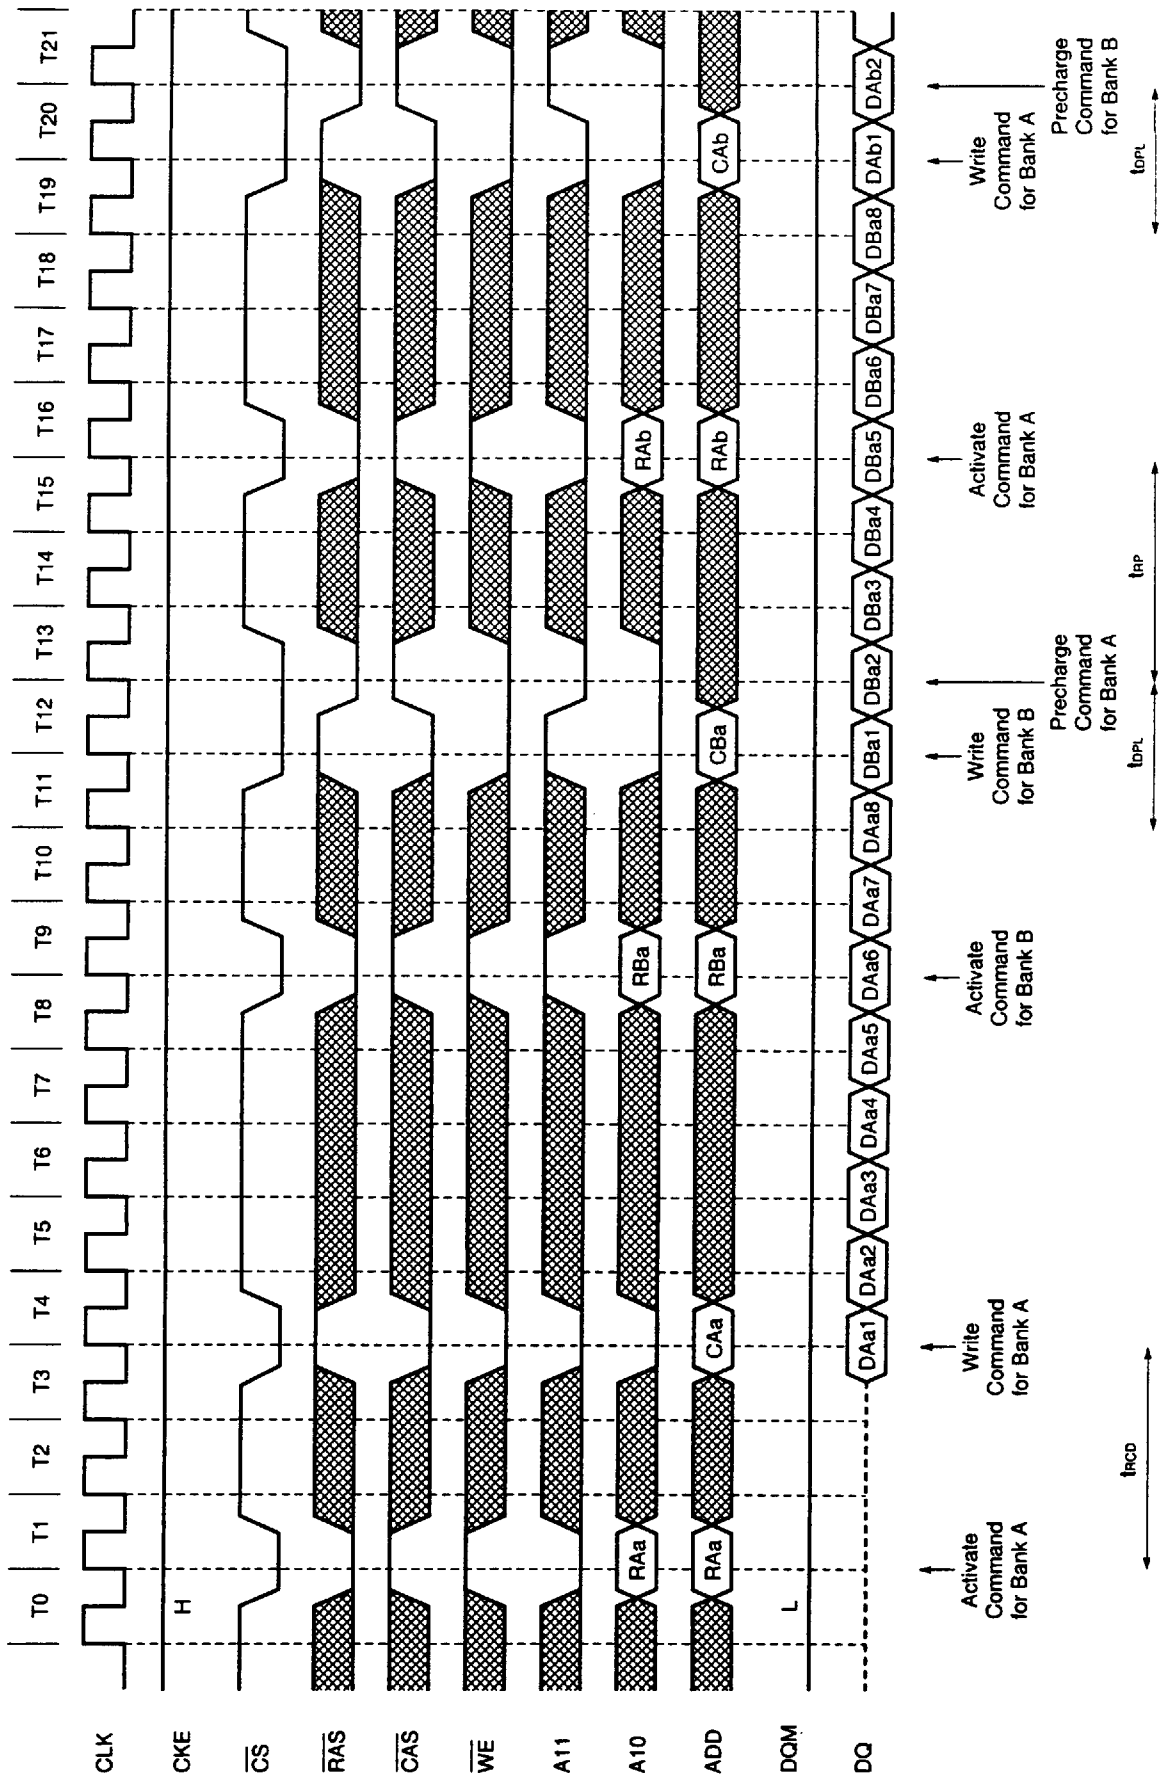 T0 T1 T2 T3 T4 T5 T6 T7 T8 T9 T10 T11 T12 T13 T14 T15 T16 T17 T18 T19 T20 T21
CLK
CKE H
CS
RAS
CAS
WE
A11
A10 RAa RBa RAb
ADD RAa CAa RBa CBa RAb CAb
DQM L
DQ DAa1 DAa2 DAa3 DAa4 DAa5 DAa6 DAa7 DAa8 DBa1 DBa2 DBa3 DBa4 DBa5 DBa6 DBa7 DBa8 DAb1 DAb2
Activate
Command
for Bank A
Write
Command
for Bank A
Activate
Command
for Bank B
Write
Command
for Bank B
Precharge
Command
for Bank A
Activate
Command
for Bank A
Write
Command
for Bank A
Precharge
Command
for Bank B
tRCD
tDPL
tRP
tDPL